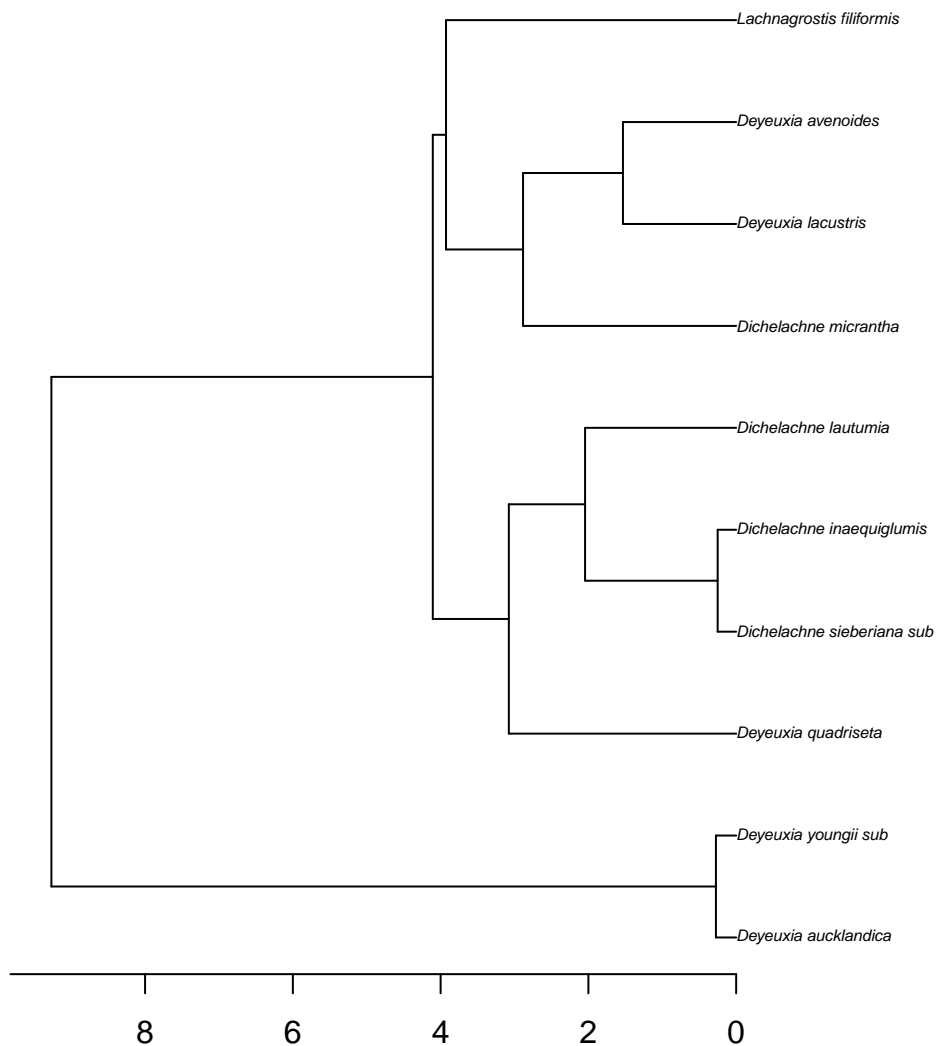 Lachnagrostis filiformis
Deyeuxia avenoides
Deyeuxia lacustris
Dichelachne micrantha
Dichelachne lautumia
Dichelachne inaequiglumis
Dichelachne sieberiana sub
Deyeuxia quadriseta
Deyeuxia youngii sub
Deyeuxia aucklandica
8 6 4 2 0